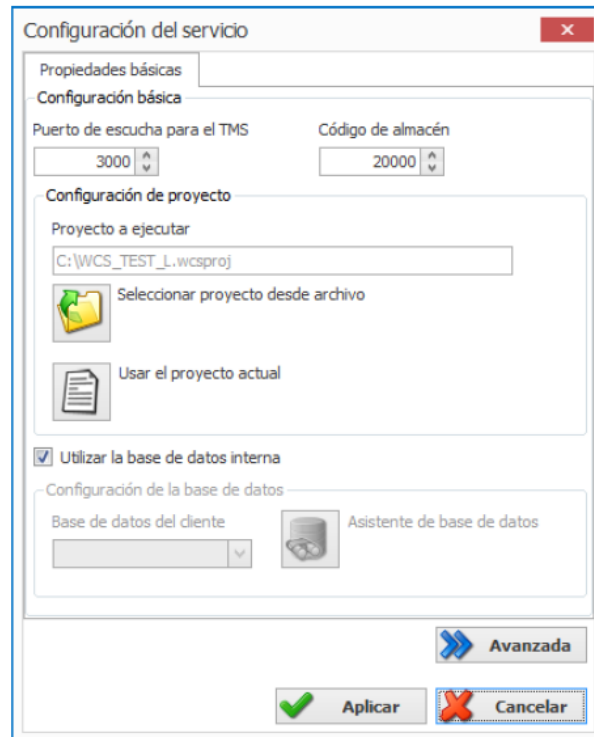 Configuración del servicio
Propiedades básicas
Configuración básica
Puerto de escucha para el TMS
Código de almacén
3000
20000
Configuración de proyecto
Proyecto a ejecutar
C:\WCS_TEST_L.wcsproj
Seleccionar proyecto desde archivo
Usar el proyecto actual
Utilizar la base de datos interna
Configuración de la base de datos
Base de datos del cliente
Asistente de base de datos
Avanzada
Aplicar
Cancelar